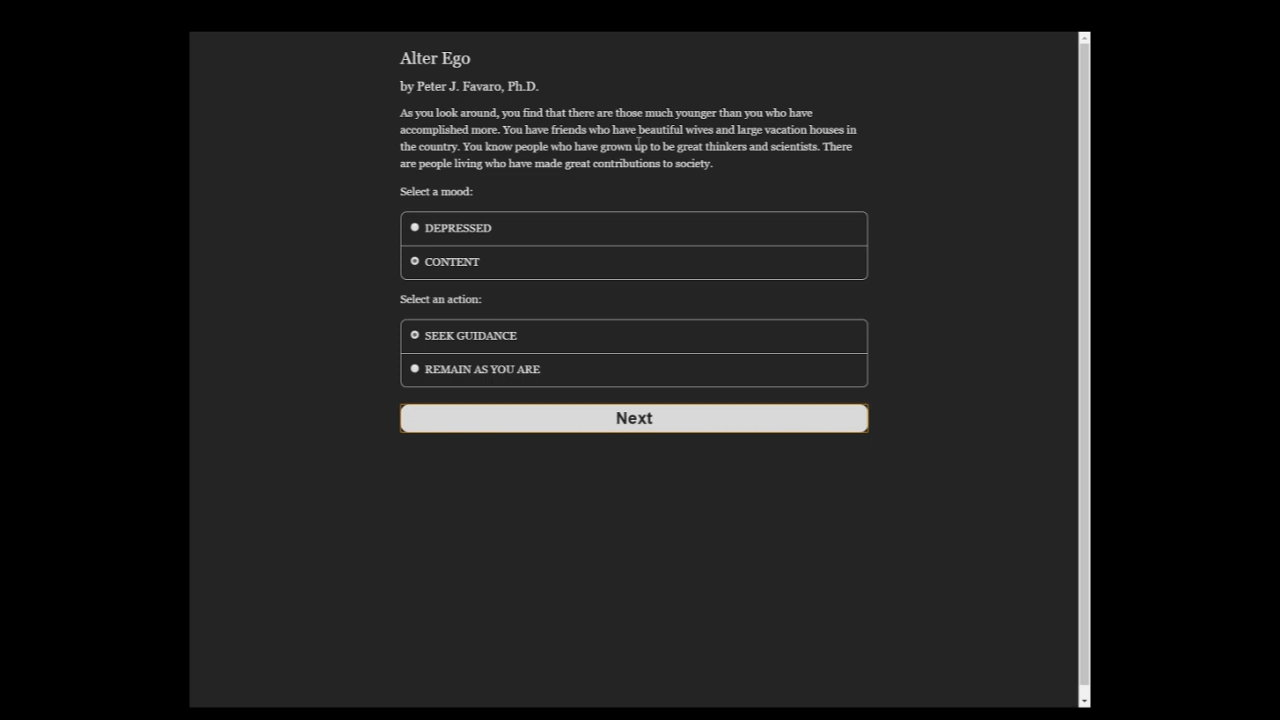 Alter Ego
by Peter J. Favaro, Ph.D.
As you look around, you find that there are those much younger than you who have
accomplished more. You have friends who have beautiful wives and large vacation houses in
the country. You know people who have grown up to be great thinkers and scientists. There
are people living who have made great contributions to society.
Select a mood:
DEPRESSED
CONTENT
Select an action:
SEEK GUIDANCE
REMAIN AS YOU ARE
Next